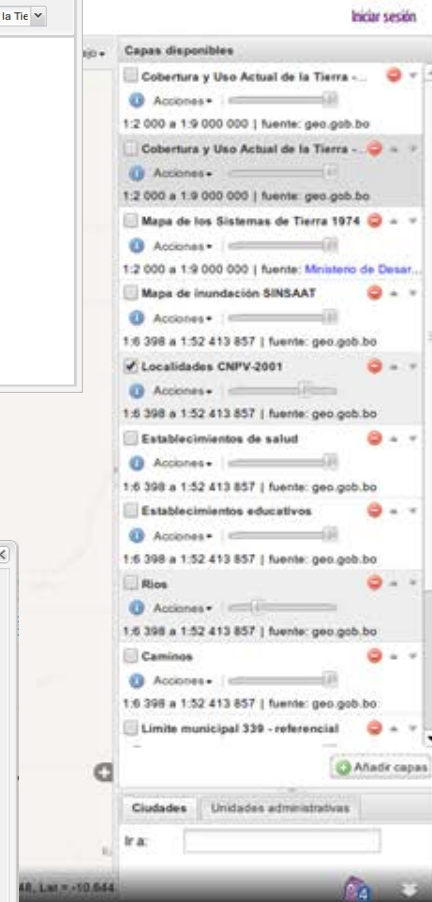 la Tie
Iniciar sesión
ajo
Capas disponibles
Cobertura y Uso Actual de la Tierra -...
Acciones
1:2 000 a 1:9 000 000 | fuente: geo.gob.bo
Cobertura y Uso Actual de la Tierra -...
Acciones
1:2 000 a 1:9 000 000 | fuente: geo.gob.bo
Mapa de los Sistemas de Tierra 1974
Acciones
1:2 000 a 1:9 000 000 | fuente: Ministerio de Desar...
Mapa de inundación SINSAAT
Acciones
1:6 398 a 1:52 413 857 | fuente: geo.gob.bo
Localidades CNPV-2001
Acciones
1:6 398 a 1:52 413 857 | fuente: geo.gob.bo
Establecimientos de salud
Acciones
1:6 398 a 1:52 413 857 | fuente: geo.gob.bo
Establecimientos educativos
Acciones
1:6 398 a 1:52 413 857 | fuente: geo.gob.bo
Rios
Acciones
1:6 398 a 1:52 413 857 | fuente: geo.gob.bo
Caminos
Acciones
1:6 398 a 1:52 413 857 | fuente: geo.gob.bo
Limite municipal 339 - referencial
Añadir capas
Ciudades
Unidades administrativas
Ir a:
48, Lat = -10.644
4